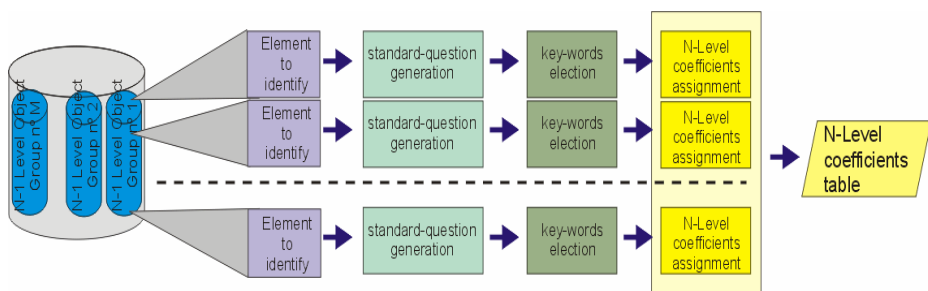 N-1 Level Object
Group nº M
N-1 Level Object
Group nº 2
N-1 Level Object
Group nº 1
Element
to
identify
standard-question
generation
key-words
election
N-Level
coefficients
assignment
Element
to
identify
standard-question
generation
key-words
election
N-Level
coefficients
assignment
N-Level
coefficients
table
Element
to
identify
standard-question
generation
key-words
election
N-Level
coefficients
assignment